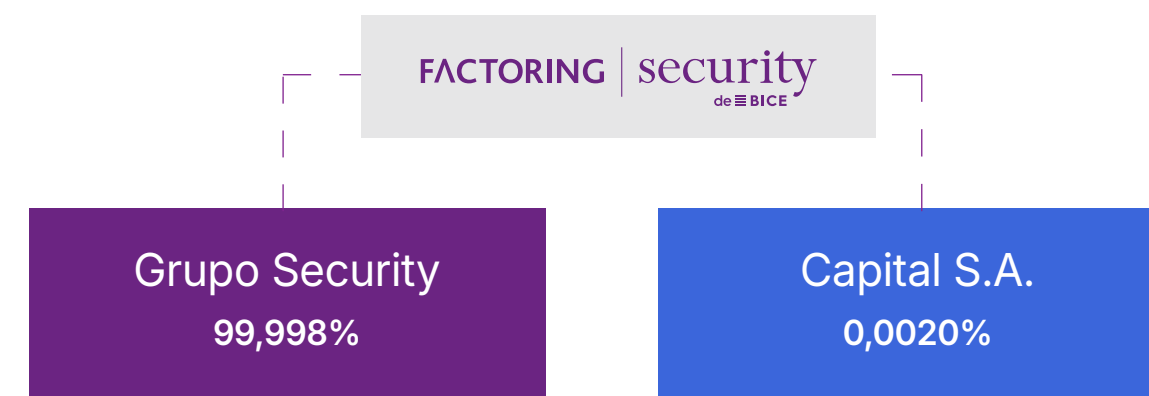 FACTORING security
de BICE
Grupo Security
99,998%
Capital S.A.
0,0020%